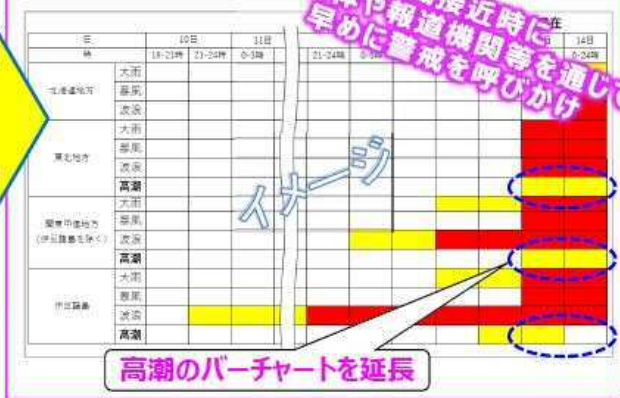 接近時に
や報道機関等を通じて
早めに警戒を呼びかけ
在
日 10日 11日 14日
時 18-21時 21-24時 0-3時 21-24時 0-24時
北海道地方 大雨
暴風
波浪
東北地方 大雨
暴風
波浪
高潮
関東甲信地方 (伊豆諸島を除く) 大雨
暴風
波浪
高潮
伊豆諸島 大雨
暴風
波浪
高潮
イメージ
高潮のバーチャートを延長